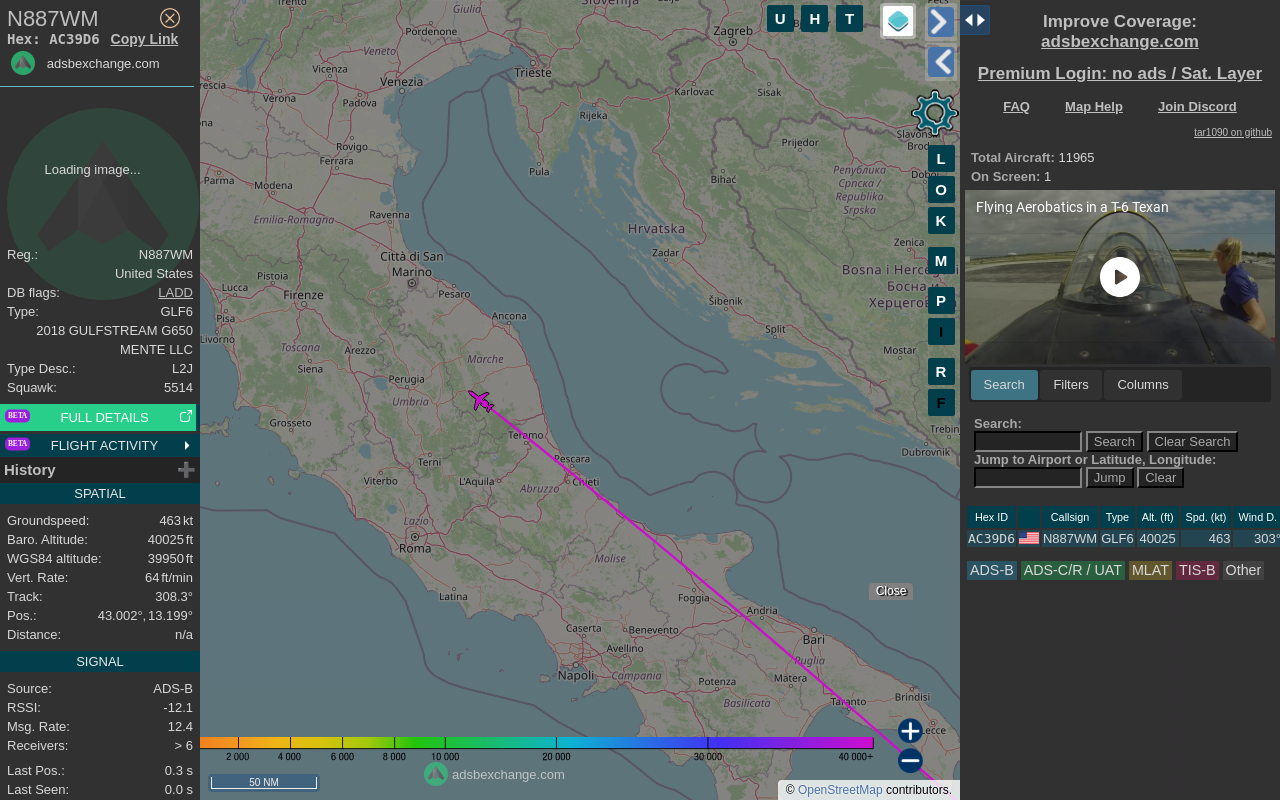 N887WM
Hex: AC39D6 Copy Link
adsbexchange.com
Loading image...
Reg.: N887WM
United States
DB flags: LADD
Type: GLF6
2018 GULFSTREAM G650
MENTE LLC
Type Desc.: L2J
Squawk: 5514
BETA FULL DETAILS
BETA FLIGHT ACTIVITY
History
SPATIAL
Groundspeed: 463 kt
Baro. Altitude: 40025 ft
WGS84 altitude: 39950 ft
Vert. Rate: 64 ft/min
Track: 308.3°
Pos.: 43.002°, 13.199°
Distance: n/a
SIGNAL
Source: ADS-B
RSSI: -12.1
Msg. Rate: 12.4
Receivers: > 6
Last Pos.: 0.3 s
Last Seen: 0.0 s
Trento
Giulia
Slovenija
Pordenone
Veneto
Zagreb
Vicenza
Trieste
Venezia
Verona
Padova
Karlovac
Sisak
Rijeka
Rovigo
Ferrara
Prijedor
Parma
Modena
Pula
Bihać
Република
Српска /
Republika
Srpska
Ravenna
Emilia-Romagna
Hrvatska
Zenica
Città di San
Marino
Zadar
Pistoia
Lucca
Firenze
Pesaro
Šibenik
Pisa
Livorno
Ancona
Split
Toscana
Arezzo
Siena
Marche
Mostar
Perugia
Umbria
Grosseto
Teramo
Terni
Pescara
Dubrovnik
Viterbo
L'Aquila
Chieti
Abruzzo
Lazio
Roma
Molise
Latina
Foggia
Andria
Caserta
Benevento
Bari
Avellino
Puglia
Napoli
Campania
Potenza
Matera
Basilicata
Taranto
Brindisi
Lecce
U H T
L
O
K
M
P
I
R
F
Close
2 000 4 000 6 000 8 000 10 000 20 000 30 000 40 000+
adsbexchange.com
50 NM
© OpenStreetMap contributors.
Improve Coverage:
adsbexchange.com
Premium Login: no ads / Sat. Layer
FAQ Map Help Join Discord
tar1090 on github
Total Aircraft: 11965
On Screen: 1
Flying Aerobatics in a T-6 Texan
Search Filters Columns
Search:
Search Clear Search
Jump to Airport or Latitude, Longitude:
Jump Clear
Hex ID Callsign Type Alt. (ft) Spd. (kt) Wind D.
AC39D6 N887WM GLF6 40025 463 303°
ADS-B ADS-C/R / UAT MLAT TIS-B Other